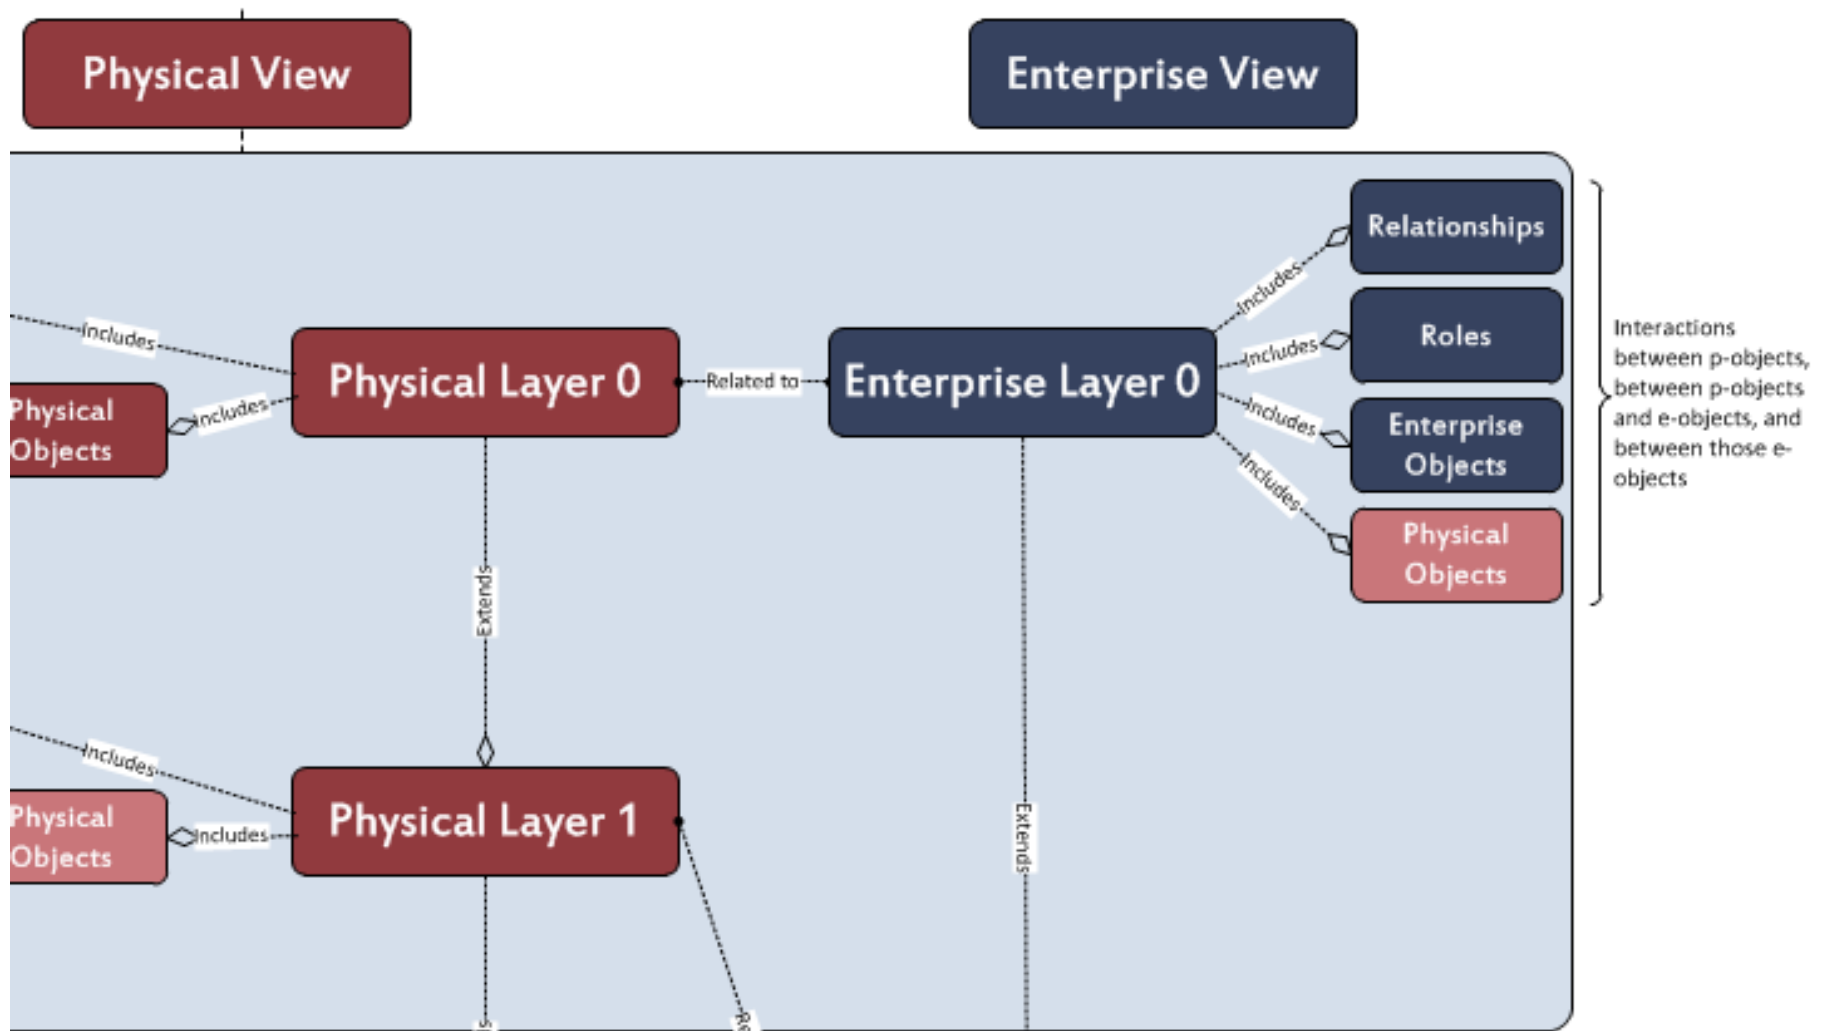 Physical View
Enterprise View
Relationships
Includes
Includes
Roles
Interactions
between p-objects,
between p-objects
and e-objects, and
between those e-
objects
Includes
Physical Layer 0
Related to
Enterprise Layer 0
Includes
Physical
Objects
Includes
Enterprise
Objects
Includes
Physical
Objects
Extends
Includes
Physical Layer 1
Extends
Physical
Objects
Includes